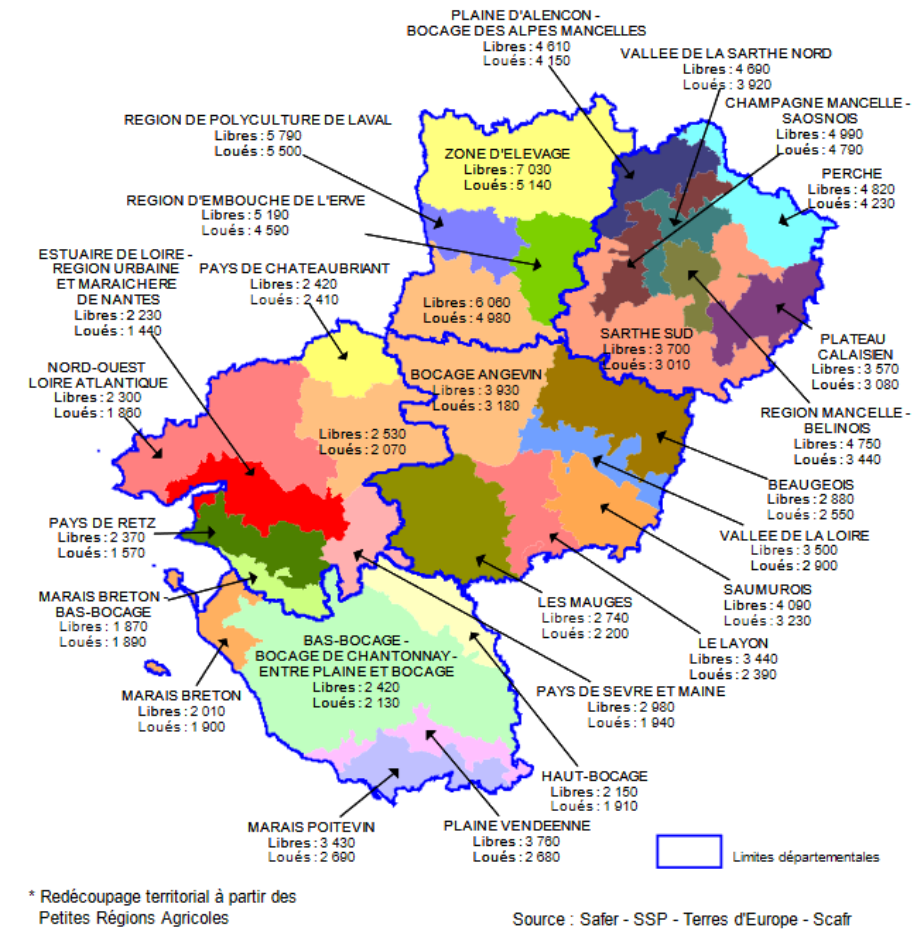 PLAINE D'ALENCON -
BOCAGE DES ALPES MANCELLES
Libres : 4 610
Loués : 4 150
VALLEE DE LA SARTHE NORD
Libres : 4 690
Loués : 3 920
CHAMPAGNE MANCELLE -
SAOSNOIS
Libres : 4 990
Loués : 4 790
REGION DE POLYCULTURE DE LAVAL
Libres : 5 790
Loués : 5 500
ZONE D'ELEVAGE
Libres : 7 030
Loués : 5 140
PERCHE
Libres : 4 820
Loués : 4 230
REGION D'EMBOUCHE DE L'ERVE
Libres : 5 190
Loués : 4 590
ESTUAIRE DE LOIRE -
REGION URBAINE
ET MARAICHERE
DE NANTES
Libres : 2 230
Loués : 1 440
PAYS DE CHATEAUBRIANT
Libres : 2 420
Loués : 2 410
Libres : 6 060
Loués : 4 980
SARTHE SUD
Libres : 3 700
Loués : 3 010
PLATEAU
CALAISIEN
Libres : 3 570
Loués : 3 080
NORD-OUEST
LOIRE ATLANTIQUE
Libres : 2 300
Loués : 1 860
BOCAGE ANGEVIN
Libres : 3 930
Loués : 3 180
REGION MANCELLE -
BELINOIS
Libres : 4 750
Loués : 3 440
Libres : 2 530
Loués : 2 070
BEAUGEOIS
Libres : 2 880
Loués : 2 550
PAYS DE RETZ
Libres : 2 370
Loués : 1 570
VALLEE DE LA LOIRE
Libres : 3 500
Loués : 2 900
MARAIS BRETON -
BAS-BOCAGE
Libres : 1 870
Loués : 1 890
LES MAUGES
Libres : 2 740
Loués : 2 200
SAUMUROIS
Libres : 4 090
Loués : 3 230
BAS-BOCAGE -
BOCAGE DE CHANTONNAY -
ENTRE PLAINE ET BOCAGE
Libres : 2 420
Loués : 2 130
LE LAYON
Libres : 3 440
Loués : 2 390
MARAIS BRETON
Libres : 2 010
Loués : 1 900
PAYS DE SEVRE ET MAINE
Libres : 2 980
Loués : 1 940
HAUT-BOCAGE
Libres : 2 150
Loués : 1 910
MARAIS POITEVIN
Libres : 3 430
Loués : 2 690
PLAINE VENDEENNE
Libres : 3 760
Loués : 2 680
Limites départementales
* Redécoupage territorial à partir des
Petites Régions Agricoles
Source : Safer - SSP - Terres d'Europe - Scafr